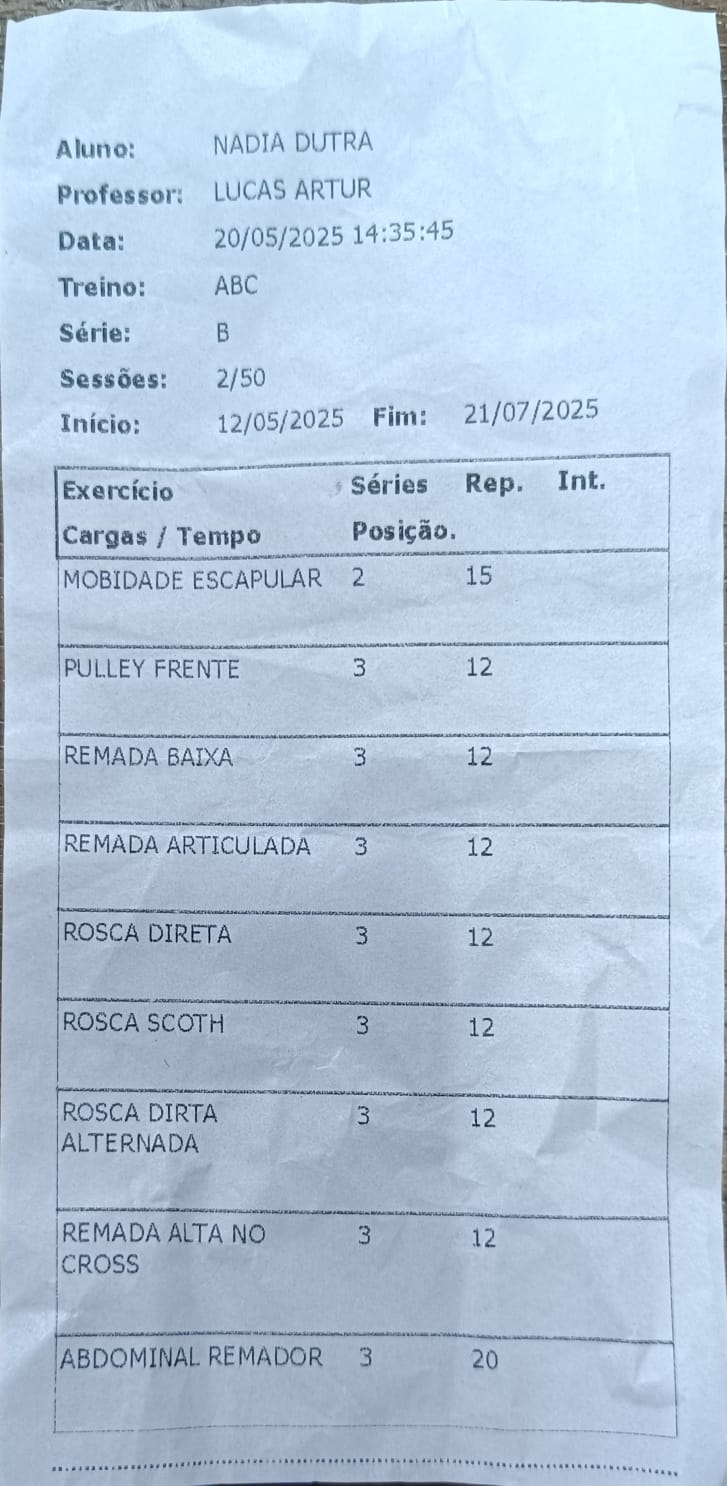 Aluno: NADIA DUTRA
Professor: LUCAS ARTUR
Data: 20/05/2025 14:35:45
Treino: ABC
Série: B
Sessões: 2/50
Início: 12/05/2025 Fim: 21/07/2025
Exercício Séries Rep. Int.
Cargas / Tempo Posição.
MOBIDADE ESCAPULAR 2 15
PULLEY FRENTE 3 12
REMADA BAIXA 3 12
REMADA ARTICULADA 3 12
ROSCA DIRETA 3 12
ROSCA SCOTH 3 12
ROSCA DIRTA 3 12
ALTERNADA
REMADA ALTA NO 3 12
CROSS
ABDOMINAL REMADOR 3 20